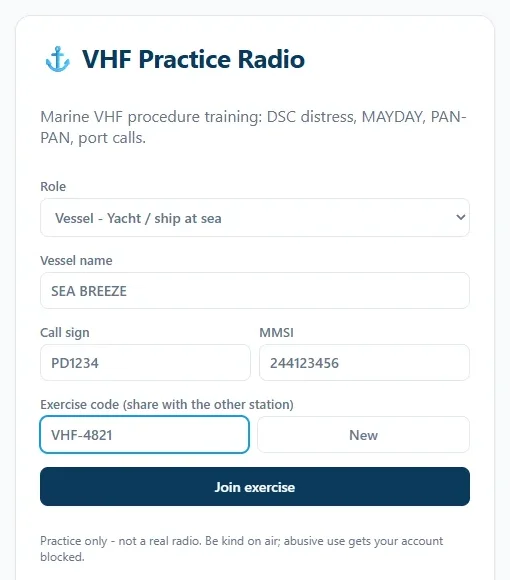 VHF Practice Radio
Marine VHF procedure training: DSC distress, MAYDAY, PAN-
PAN, port calls.
Role
Vessel - Yacht / ship at sea
Vessel name
SEA BREEZE
Call sign
MMSI
PD1234
244123456
Exercise code (share with the other station)
VHF-4821
New
Join exercise
Practice only - not a real radio. Be kind on air; abusive use gets your account
blocked.